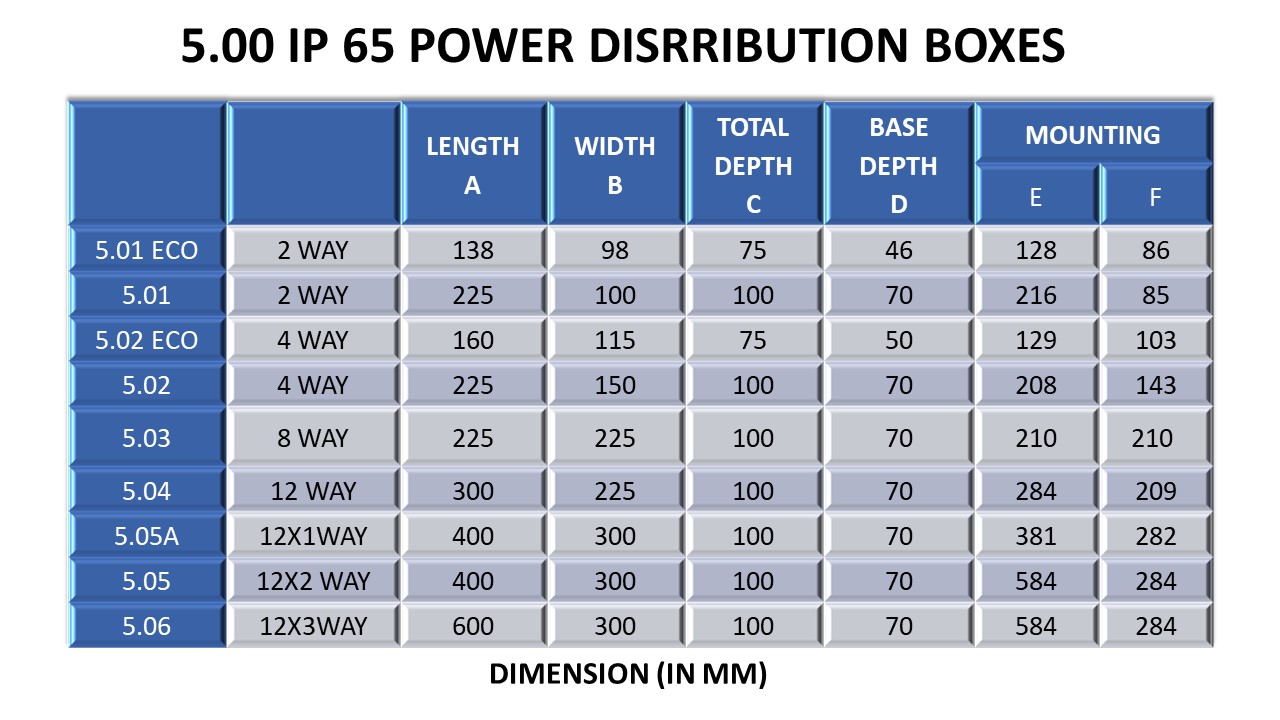 5.00 IP 65 POWER DISRRIBUTION BOXES
LENGTH A WIDTH B TOTAL DEPTH C BASE DEPTH D MOUNTING
E F
5.01 ECO 2 WAY 138 98 75 46 128 86
5.01 2 WAY 225 100 100 70 216 85
5.02 ECO 4 WAY 160 115 75 50 129 103
5.02 4 WAY 225 150 100 70 208 143
5.03 8 WAY 225 225 100 70 210 210
5.04 12 WAY 300 225 100 70 284 209
5.05A 12X1WAY 400 300 100 70 381 282
5.05 12X2 WAY 400 300 100 70 584 284
5.06 12X3WAY 600 300 100 70 584 284
DIMENSION (IN MM)